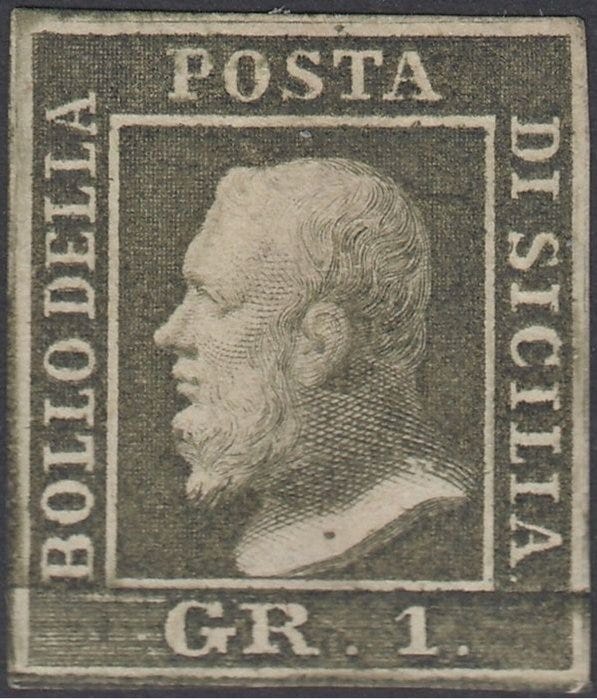 BOLLO DELLA
POSTA
DI SICILIA
GR. 1.